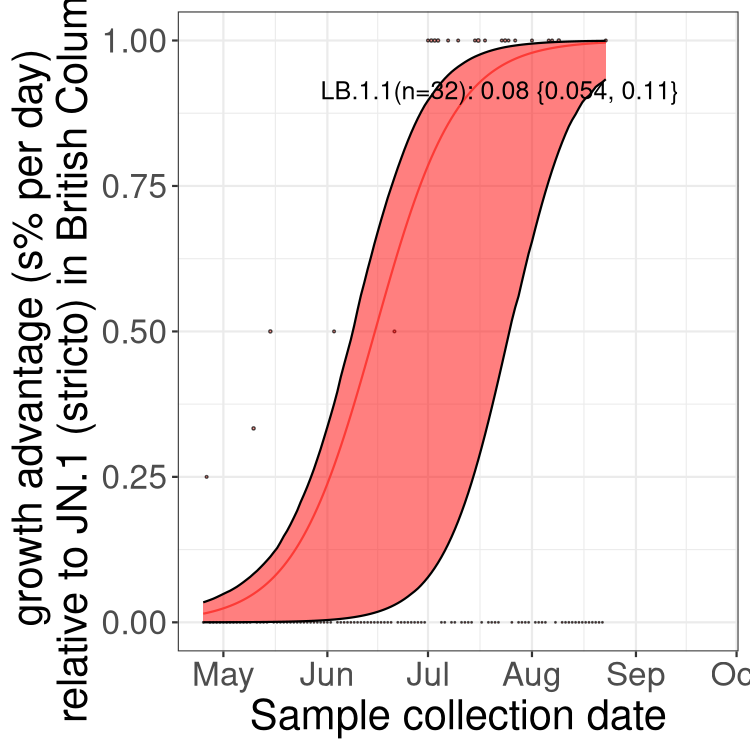 growth advantage (s% per day)
relative to JN.1 (stricto) in British Colum
1.00
0.75
0.50
0.25
0.00
LB.1.1(n=32): 0.08 {0.054, 0.11}
May Jun Jul Aug Sep Oc
Sample collection date